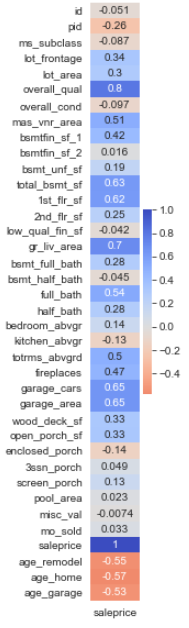 id -0.051
pid -0.26
ms_subclass -0.087
lot_frontage 0.34
lot_area 0.3
overall_qual 0.8
overall_cond -0.097
mas_vnr_area 0.51
bsmtfin_sf_1 0.42
bsmtfin_sf_2 0.016
bsmt_unf_sf 0.19
total_bsmt_sf 0.63
1st_flr_sf 0.62
2nd_flr_sf 0.25
low_qual_fin_sf -0.042
gr_liv_area 0.7
bsmt_full_bath 0.28
bsmt_half_bath -0.045
full_bath 0.54
half_bath 0.28
bedroom_abvgr 0.14
kitchen_abvgr -0.13
totrms_abvgrd 0.5
fireplaces 0.47
garage_cars 0.65
garage_area 0.65
wood_deck_sf 0.33
open_porch_sf 0.33
enclosed_porch -0.14
3ssn_porch 0.049
screen_porch 0.13
pool_area 0.023
misc_val -0.0074
mo_sold 0.033
saleprice 1
age_remodel -0.55
age_home -0.57
age_garage -0.53
saleprice
1.0
0.8
0.6
0.4
0.2
0.0
−0.2
−0.4